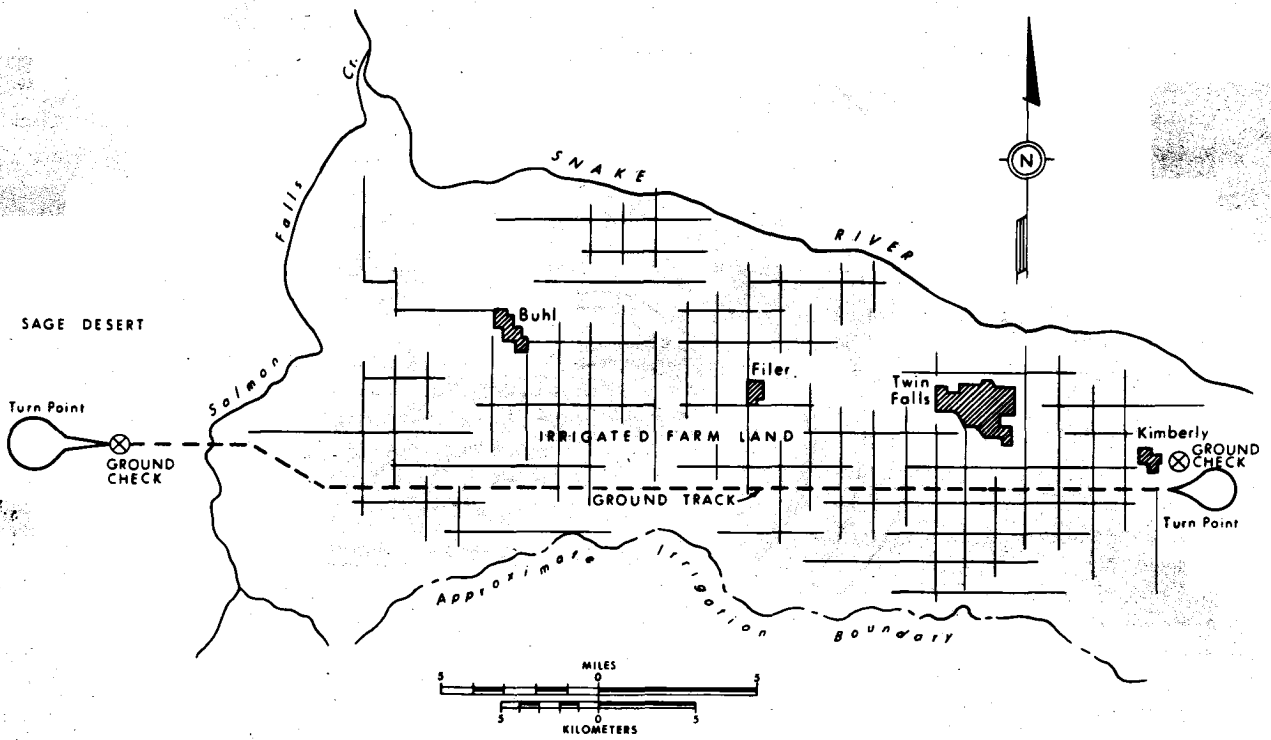 Cr.
SNAKE
N
Falls
RIVER
SAGE DESERT
Buhl
Filer
Salmon
Twin
Falls
Turn Point
Kimberly
IRRIGATED FARM LAND
GROUND
CHECK
GROUND
CHECK
GROUND TRACK
Turn Point
Approximate Irrigation Boundary
MILES
5 0 5
5 0 5
KILOMETERS